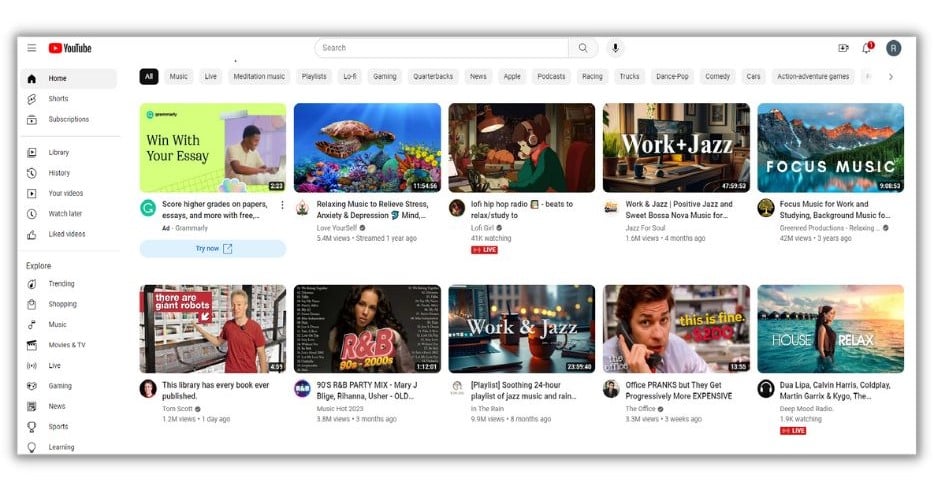 YouTube
Search
1
R
Home
Shorts
Subscriptions
Library
History
Your videos
Watch later
Liked videos
Explore
Trending
Shopping
Music
Movies & TV
Live
Gaming
News
Sports
Learning
All
Music
Live
Meditation music
Playlists
Lo-fi
Gaming
Quarterbacks
News
Apple
Podcasts
Racing
Trucks
Dance-Pop
Comedy
Cars
Action-adventure games
grammarly
Win With
Your Essay
2:23
Score higher grades on papers,
essays, and more with free,...
Ad · Grammarly
Try now
11:54:56
Relaxing Music to Relieve Stress,
Anxiety & Depression Mind,...
Love YourSelf
5.4M views • Streamed 1 year ago
lofi hip hop radio - beats to
relax/study to
Lofi Girl
41K watching
LIVE
Work+Jazz
47:59:53
Work & Jazz | Positive Jazz and
Sweet Bossa Nova Music for...
Jazz For Soul
1.6M views • 4 months ago
FOCUS MUSIC
Focus Music for Work and
Studying, Background Music fo...
Greenred Productions - Relaxing ...
42M views • 3 years ago
there are
giant robots
4:59
This library has every book ever
published.
Tom Scott
1.2M views • 1 day ago
R&B
90s - 2000s
1:12:01
90'S R&B PARTY MIX - Mary J
Blige, Rihanna, Usher - OLD...
Music Hot 2023
3.8M views • 3 months ago
Work & Jazz
23:59:40
[Playlist] Soothing 24-hour
playlist of jazz music and rain...
In The Rain
9.9M views • 8 months ago
this is fine.
$200
the office
13:55
Office PRANKS but They Get
Progressively More EXPENSIVE
The Office
3.3M views • 3 weeks ago
HOUSE RELAX
Dua Lipa, Calvin Harris, Coldplay,
Martin Garrix & Kygo, The...
Deep Mood Radio.
1.9K watching
LIVE